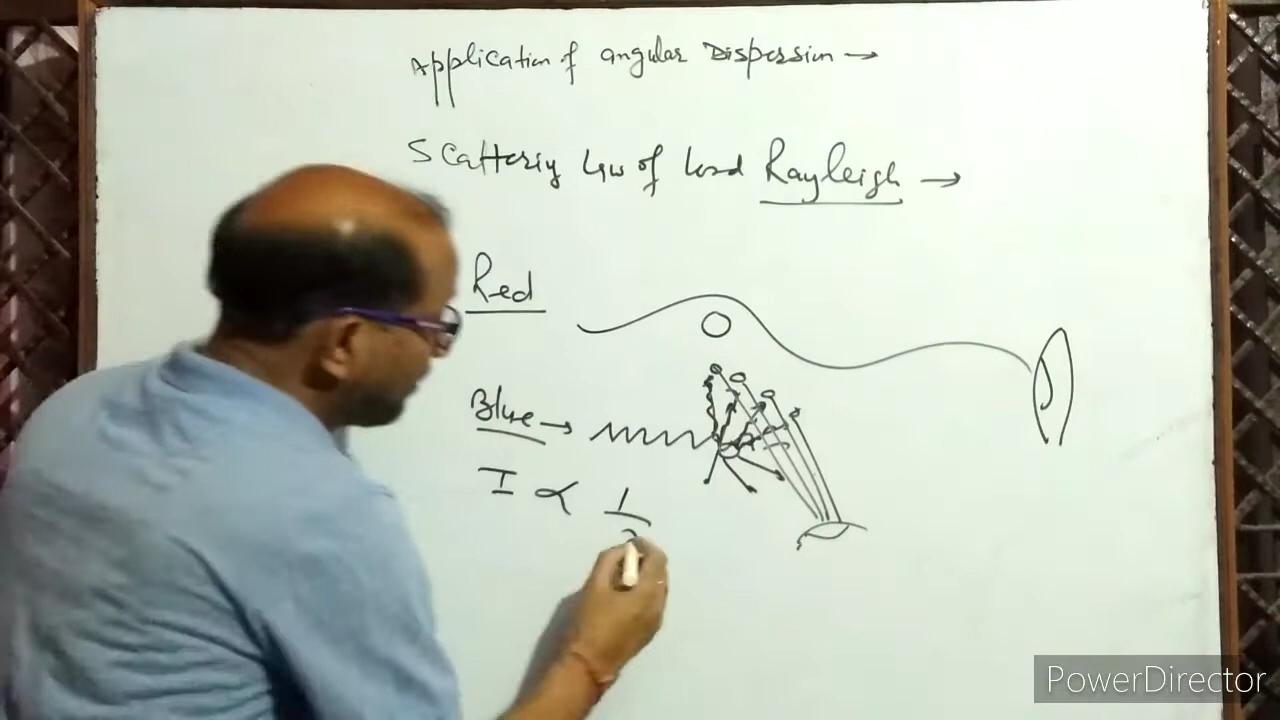 Application of angular Dispersion →
Scattering Law of Lord Rayleigh →
Red
Blue →
I ∝ 1
PowerDirector